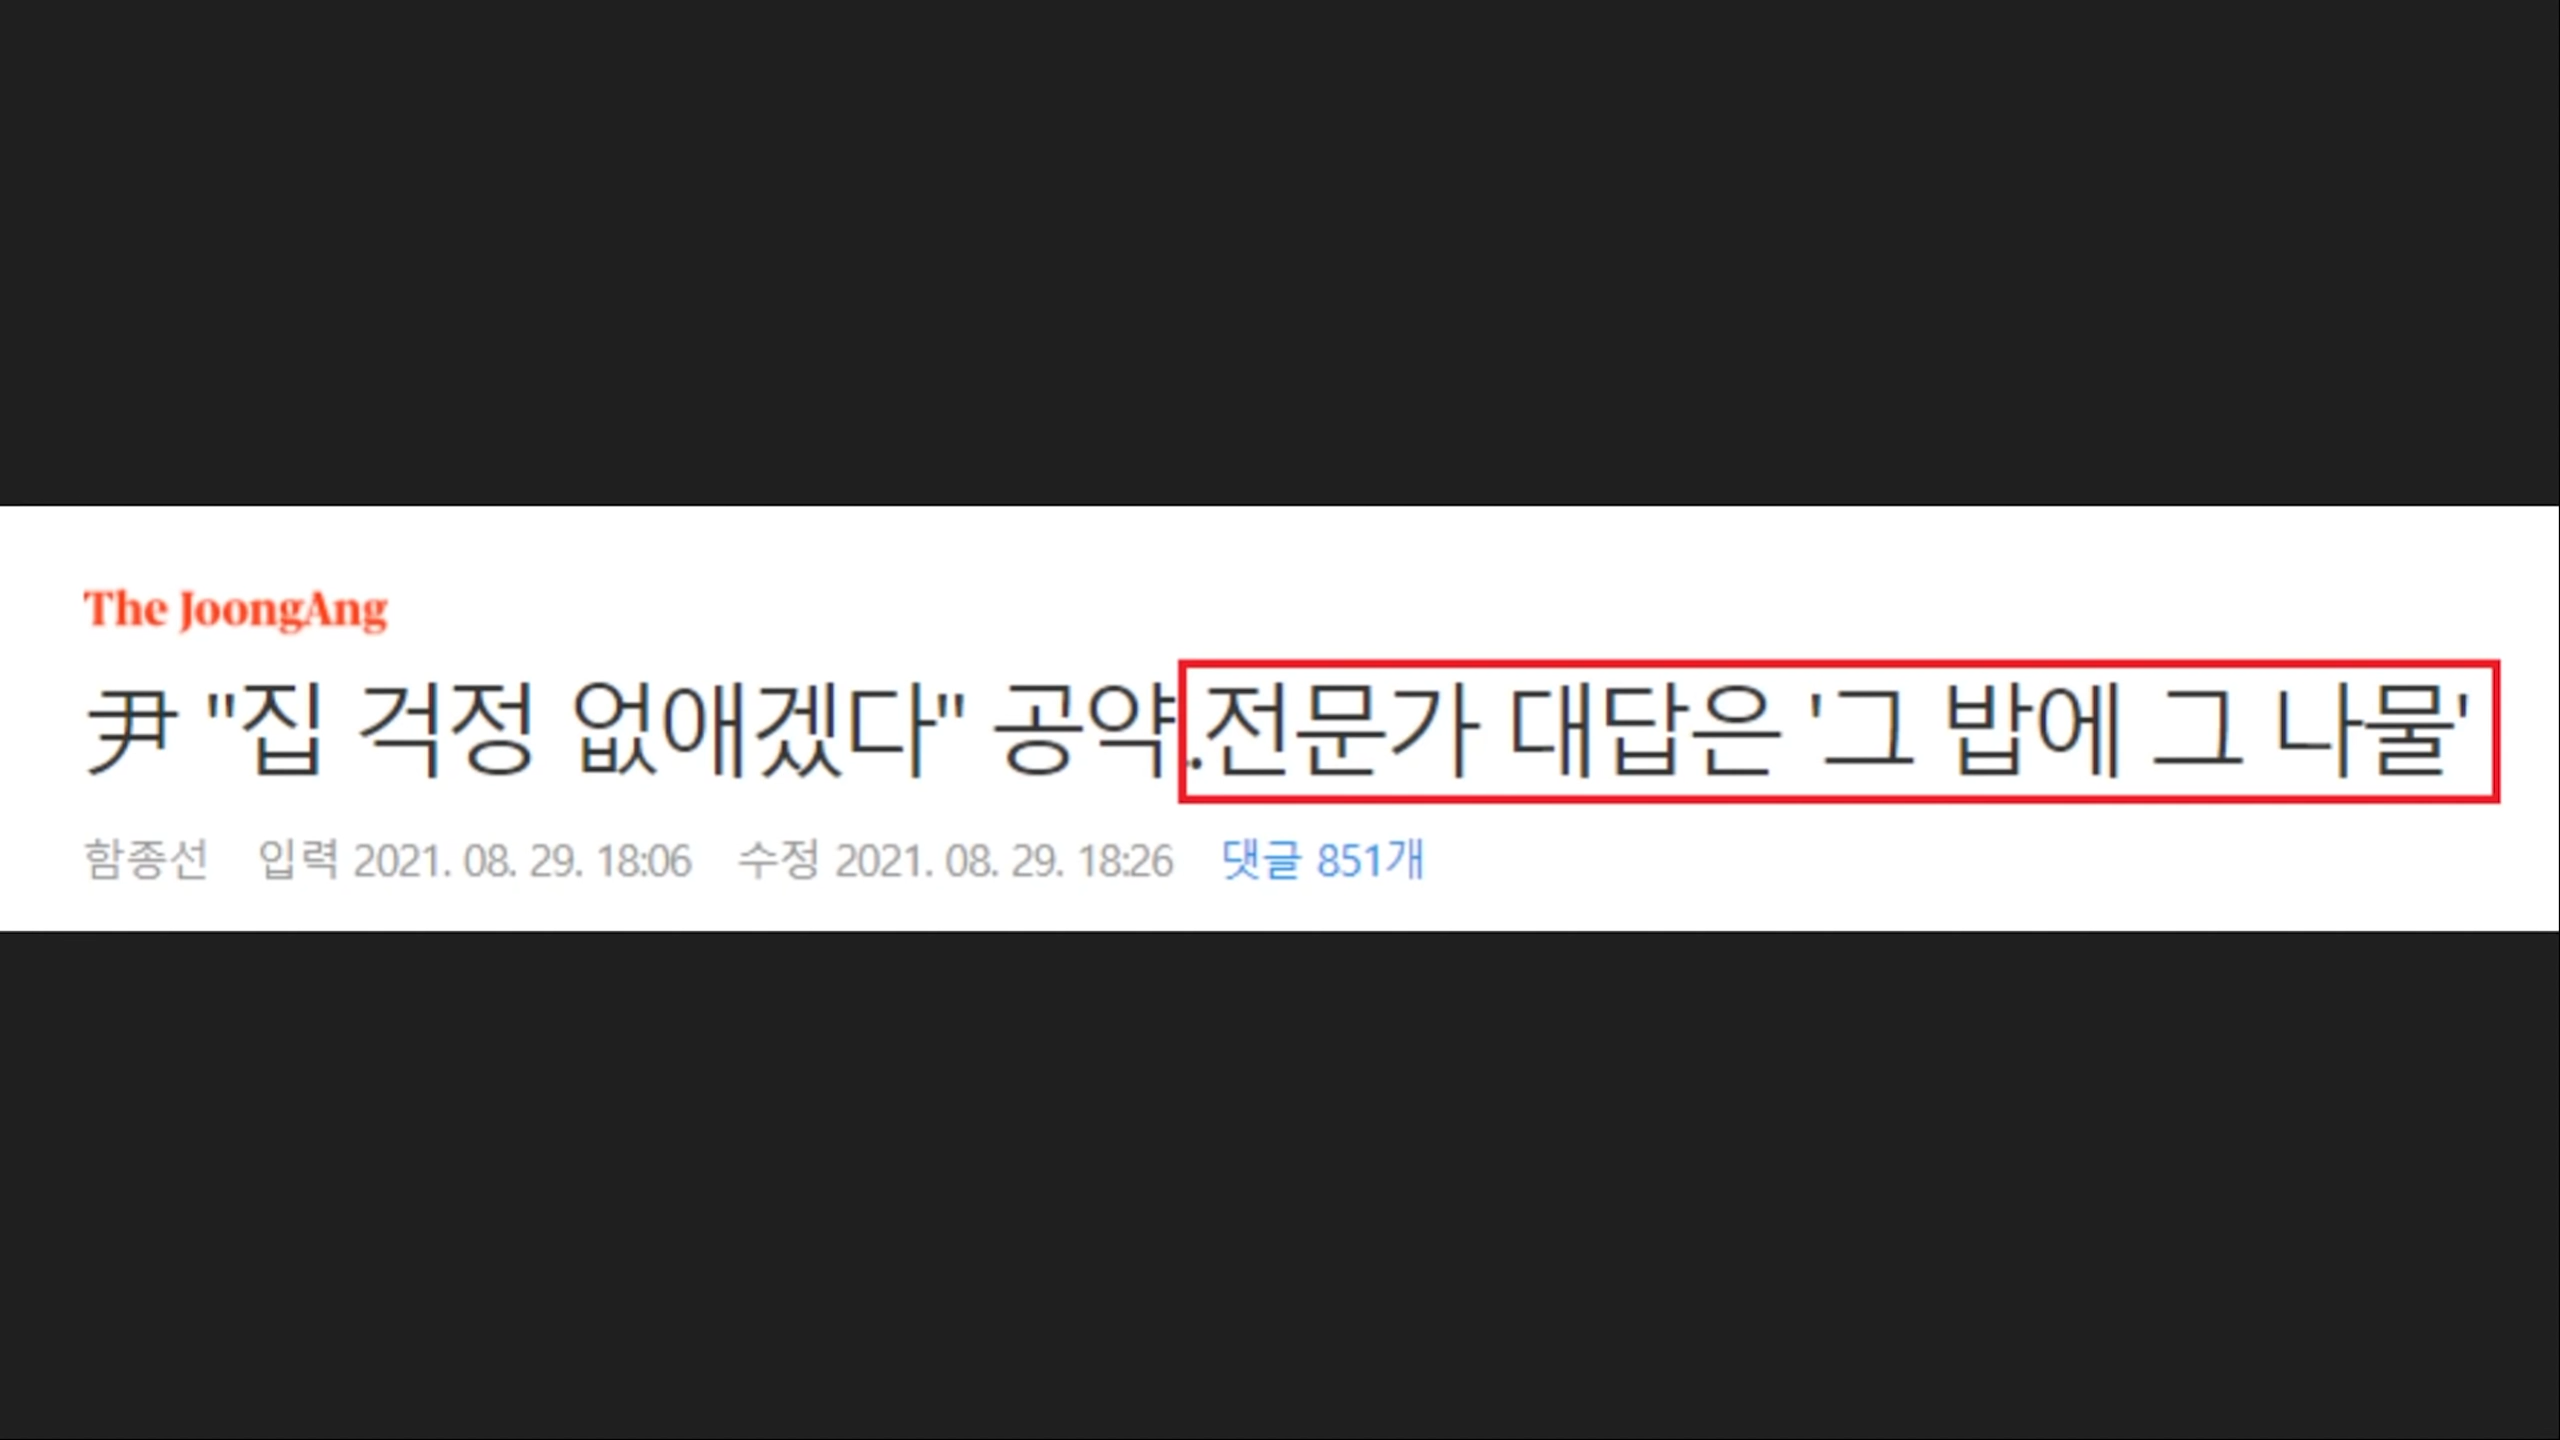 The JoongAng
尹 "집 걱정 없애겠다" 공약.전문가 대답은 '그 밥에 그 나물'
함종선 입력 2021. 08. 29. 18:06 수정 2021. 08. 29. 18:26 댓글 851개